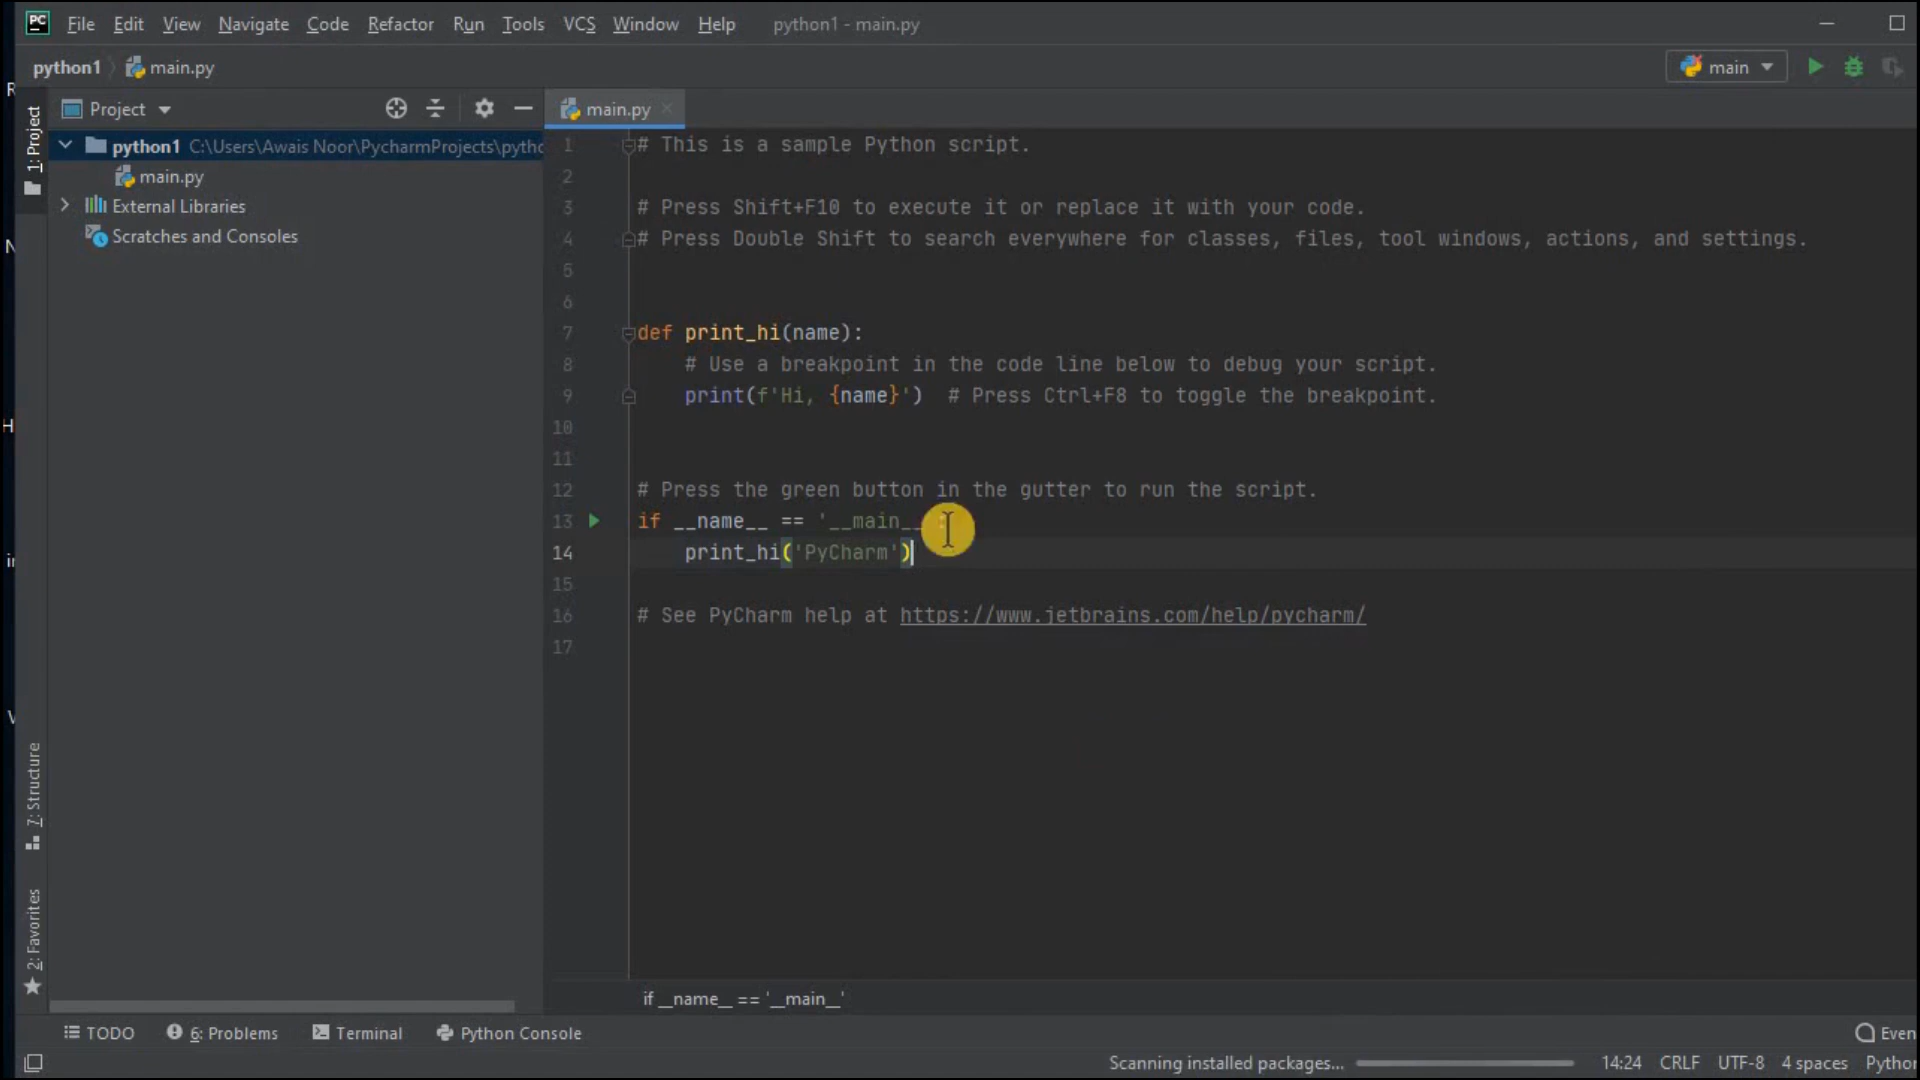 PC File Edit View Navigate Code Refactor Run Tools VCS Window Help python1 - main.py
python1 main.py main
Project main.py
1: Project
python1 C:\Users\Awais Noor\PycharmProjects\pytho
main.py
External Libraries
Scratches and Consoles
1 # This is a sample Python script.
2
3 # Press Shift+F10 to execute it or replace it with your code.
4 # Press Double Shift to search everywhere for classes, files, tool windows, actions, and settings.
5
6
7 def print_hi(name):
8 # Use a breakpoint in the code line below to debug your script.
9 print(f'Hi, {name}') # Press Ctrl+F8 to toggle the breakpoint.
10
11
12 # Press the green button in the gutter to run the script.
13 if __name__ == '__main__ :
14 print_hi('PyCharm')
15
16 # See PyCharm help at https://www.jetbrains.com/help/pycharm/
17
7: Structure
2: Favorites
if __name__ == '__main__'
TODO 6: Problems Terminal Python Console Even
Scanning installed packages... 14:24 CRLF UTF-8 4 spaces Pytho